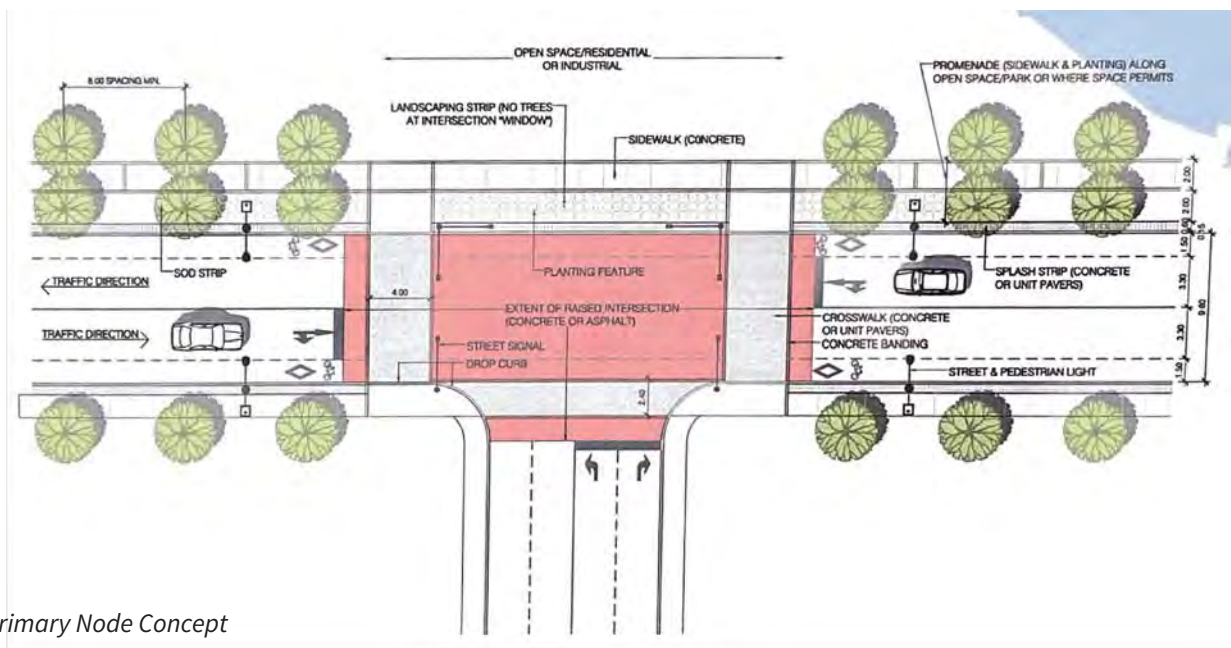 OPEN SPACE/RESIDENTIAL
OR INDUSTRIAL
8.00 SPACING MIN.
PROMENADE (SIDEWALK & PLANTING) ALONG
OPEN SPACE/PARK OR WHERE SPACE PERMITS
LANDSCAPING STRIP (NO TREES
AT INTERSECTION "WINDOW")
SIDEWALK (CONCRETE)
2.00
2.00
0.60
0.15
1.50
SOD STRIP
PLANTING FEATURE
SPLASH STRIP (CONCRETE
OR UNIT PAVERS)
TRAFFIC DIRECTION
4.00
3.30
9.60
EXTENT OF RAISED INTERSECTION
(CONCRETE OR ASPHALT)
CROSSWALK (CONCRETE
OR UNIT PAVERS)
CONCRETE BANDING
TRAFFIC DIRECTION
STREET SIGNAL
3.30
DROP CURB
STREET & PEDESTRIAN LIGHT
1.50
2.40
rimary Node Concept